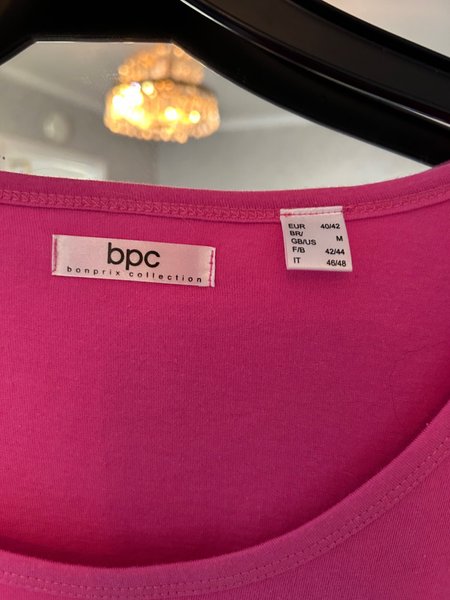 bpc
bonprix collection
EUR 40/42
BR/
GB/US M
F/B 42/44
IT 46/48